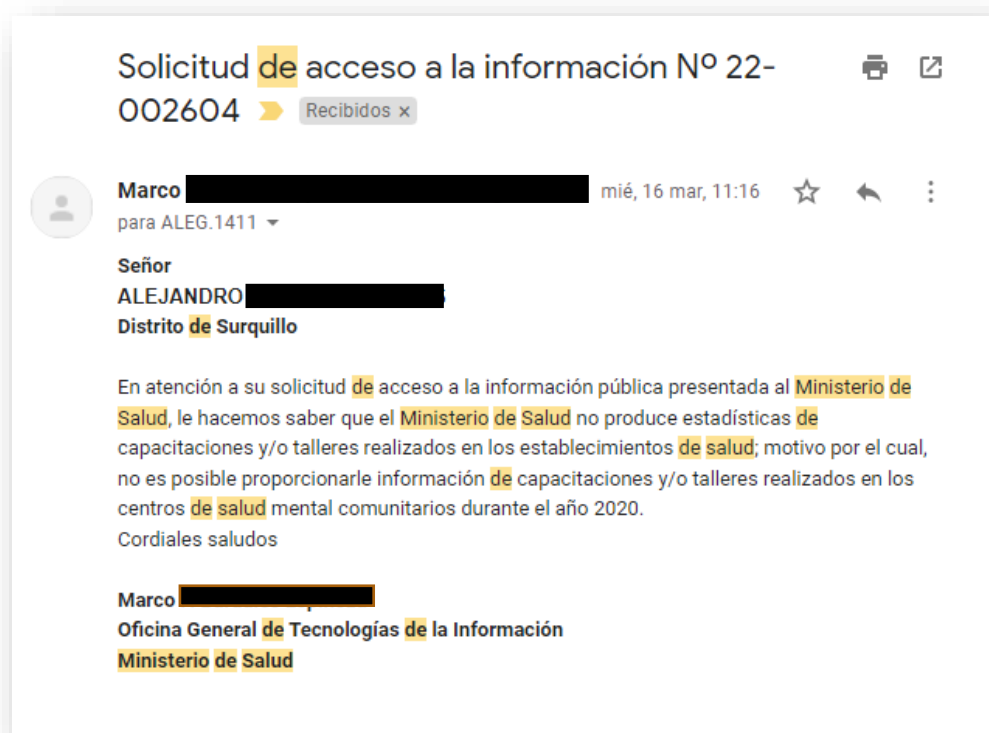 Solicitud de acceso a la información Nº 22-
002604 Recibidos x
Marco mié, 16 mar, 11:16
para ALEG.1411
Señor
ALEJANDRO
Distrito de Surquillo
En atención a su solicitud de acceso a la información pública presentada al Ministerio de
Salud, le hacemos saber que el Ministerio de Salud no produce estadísticas de
capacitaciones y/o talleres realizados en los establecimientos de salud; motivo por el cual,
no es posible proporcionarle información de capacitaciones y/o talleres realizados en los
centros de salud mental comunitarios durante el año 2020.
Cordiales saludos
Marco
Oficina General de Tecnologías de la Información
Ministerio de Salud